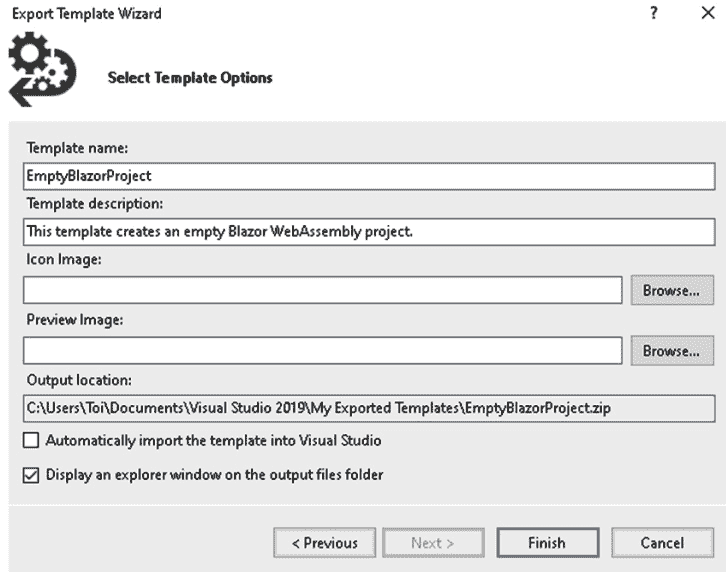 Export Template Wizard
?
Select Template Options
Template name:
EmptyBlazorProject
Template description:
This template creates an empty Blazor WebAssembly project.
Icon Image:
Browse...
Preview Image:
Browse...
Output location:
C:\Users\Toi\Documents\Visual Studio 2019\My Exported Templates\EmptyBlazorProject.zip
Automatically import the template into Visual Studio
Display an explorer window on the output files folder
< Previous Next > Finish Cancel